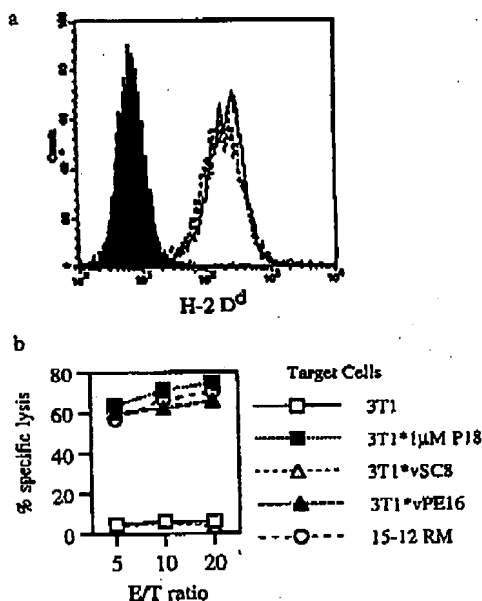 a
H-2 Dd
b
80
60
40
20
0
% specific lysis
5 10 20
E/T ratio
Target Cells
3T1
3T1*1µM P18
3T1*vSC8
3T1*vPE16
15-12 RM